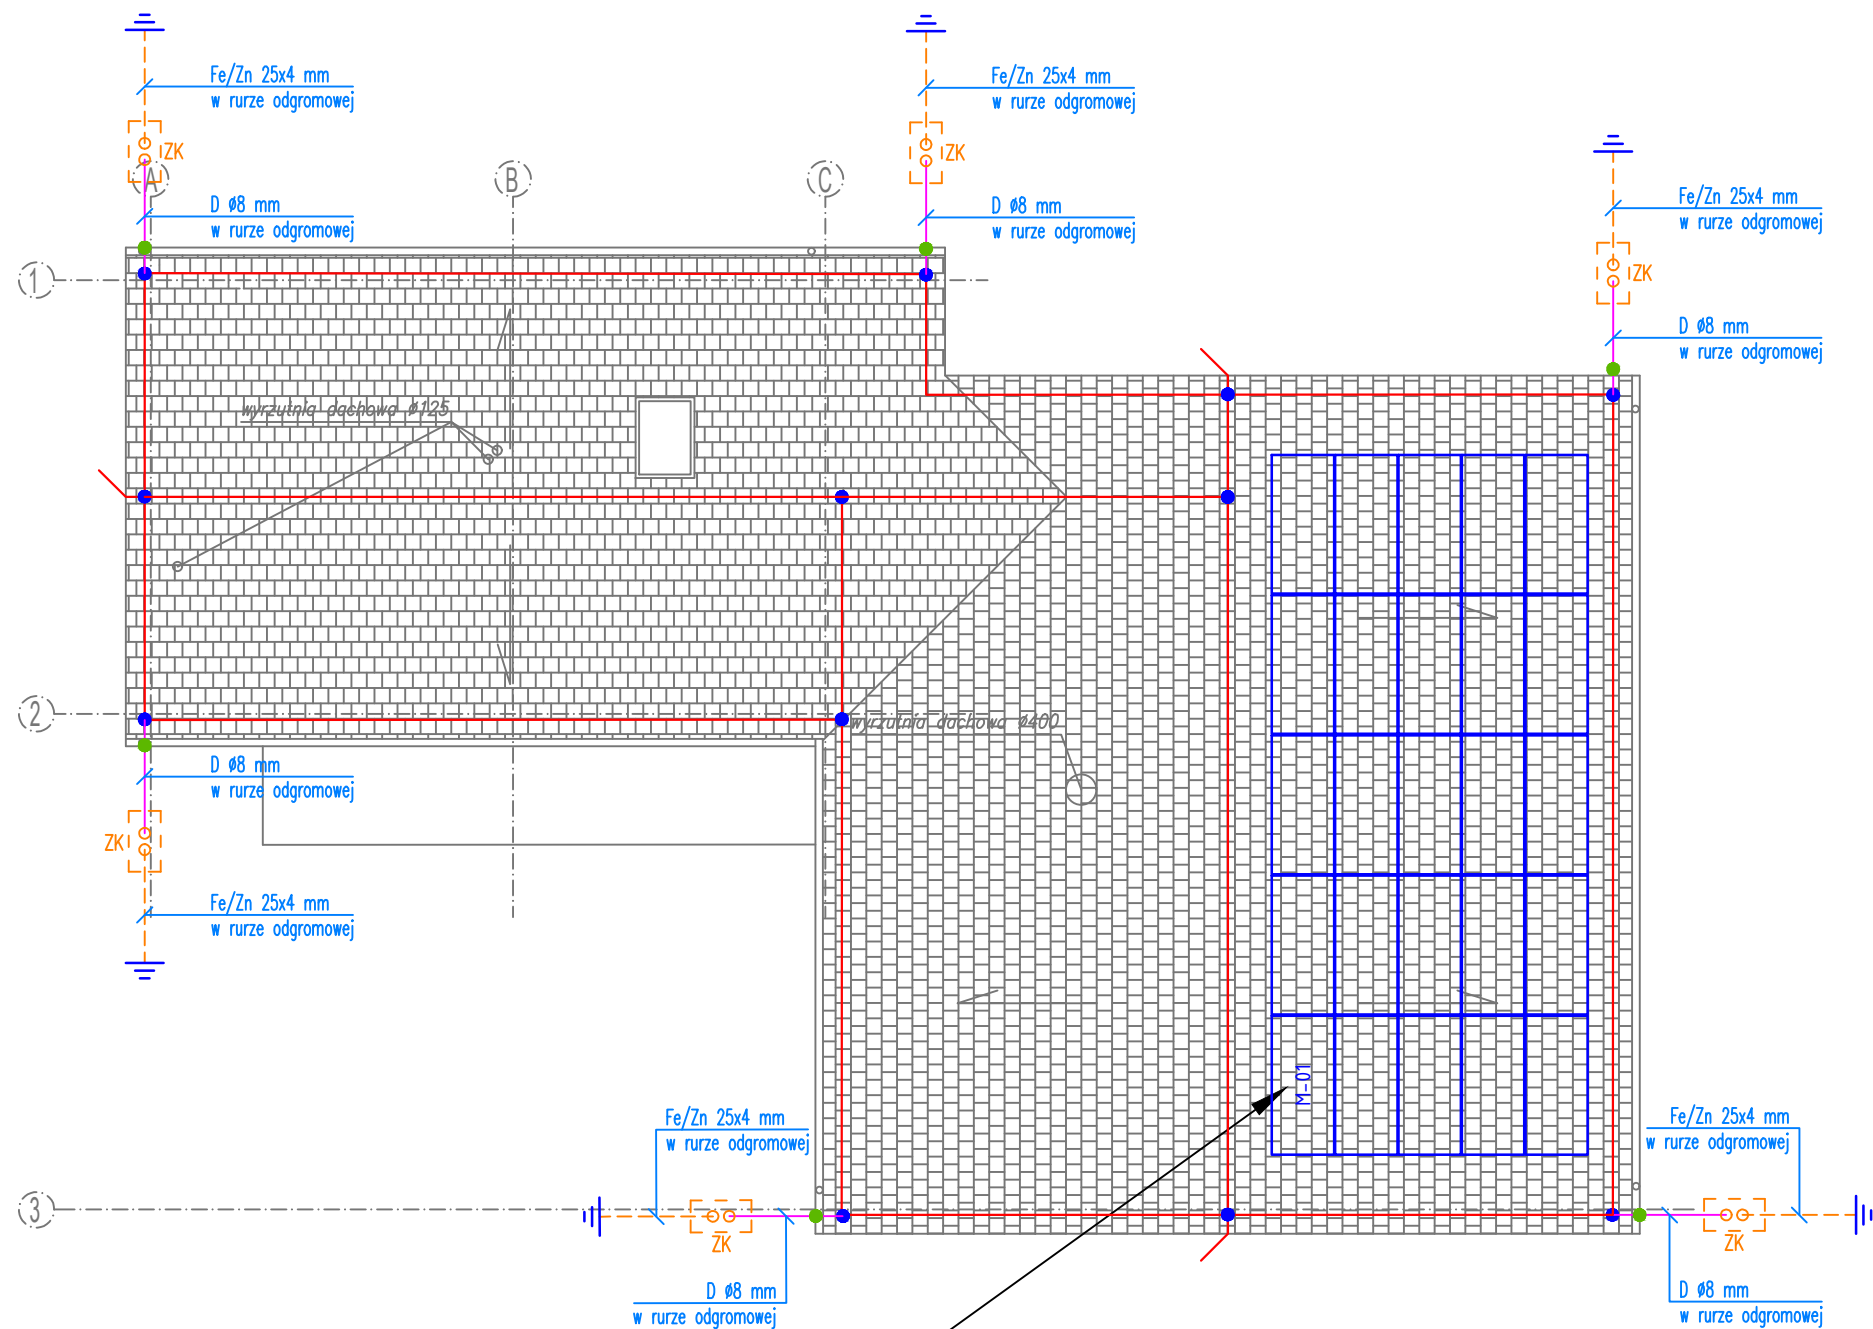 Fe/Zn 25x4 mm
w rurze odgromowej
Fe/Zn 25x4 mm
w rurze odgromowej
ZK
ZK
A
B
C
Fe/Zn 25x4 mm
w rurze odgromowej
D ø8 mm
w rurze odgromowej
D ø8 mm
w rurze odgromowej
ZK
1
D ø8 mm
w rurze odgromowej
wyrzutnia dachowa ø125
2
wyrzutnia dachowa ø400
D ø8 mm
w rurze odgromowej
ZK
Fe/Zn 25x4 mm
w rurze odgromowej
M-01
Fe/Zn 25x4 mm
w rurze odgromowej
Fe/Zn 25x4 mm
w rurze odgromowej
3
ZK
ZK
D ø8 mm
w rurze odgromowej
D ø8 mm
w rurze odgromowej